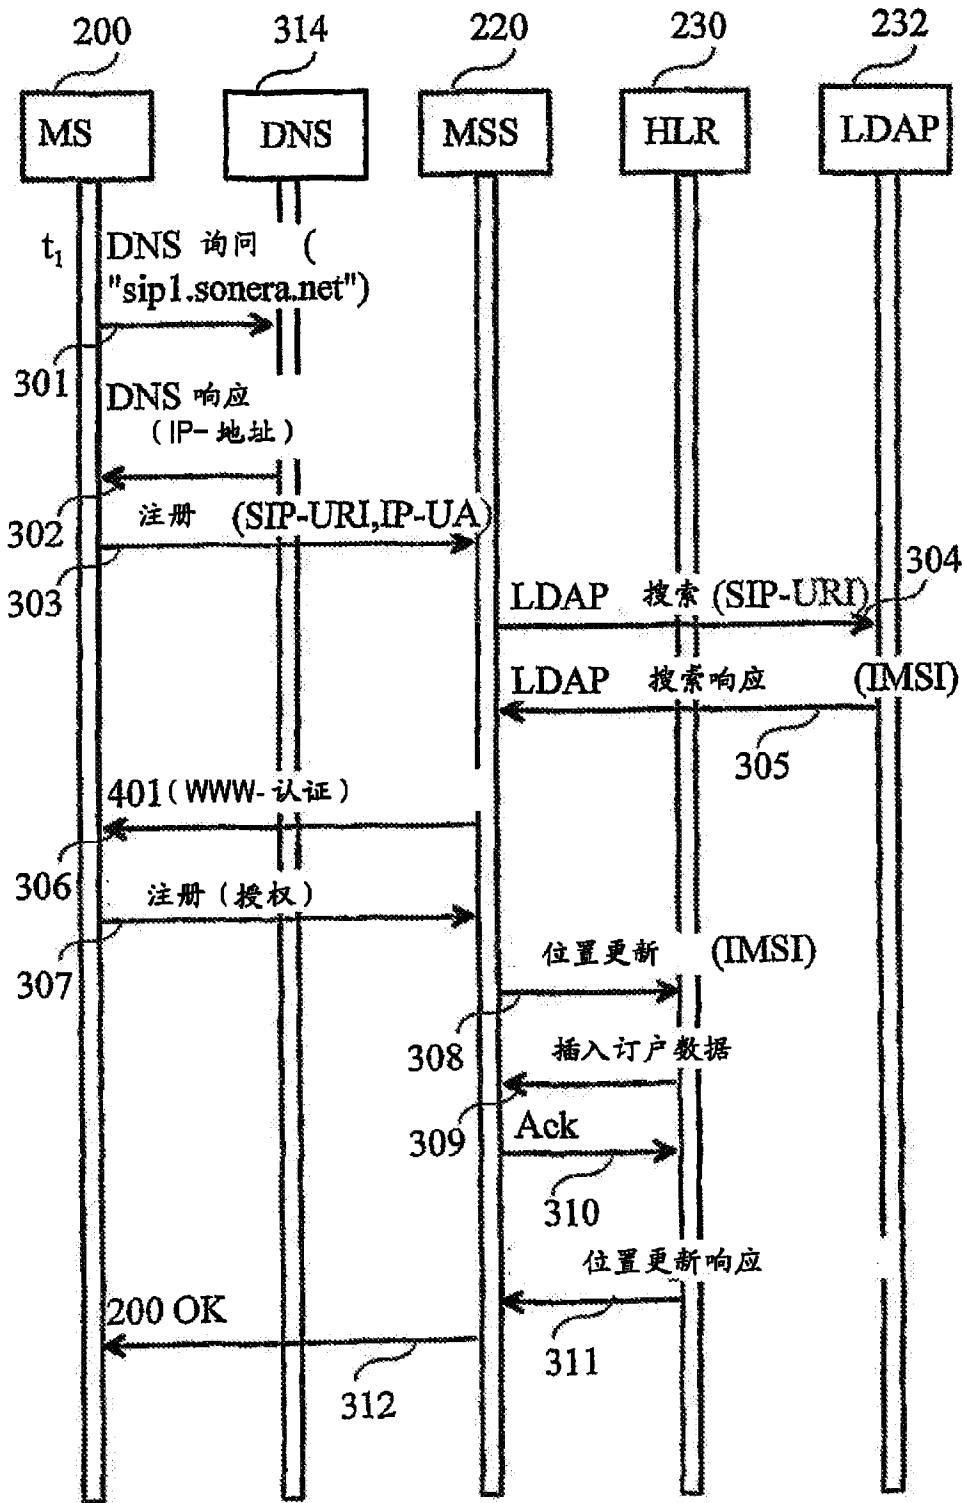 200 314 220 230 232
MS DNS MSS HLR LDAP
t1 DNS 询问 (
"sip1.sonera.net")
301
DNS 响应
(IP-地址)
302
注册 (SIP-URI,IP-UA)
303
304
LDAP 搜索 (SIP-URI)
LDAP 搜索响应 (IMSI)
305
401(WWW-认证)
306
注册(授权)
307
位置更新 (IMSI)
308
插入订户数据
309
Ack
310
位置更新响应
311
200 OK
312